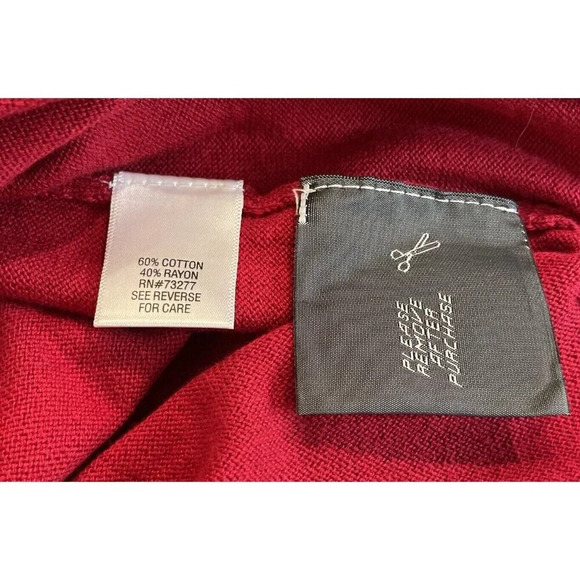 60% COTTON
40% RAYON
RN#73277
SEE REVERSE
FOR CARE
PLEASE
REMOVE
AFTER
PURCHASE